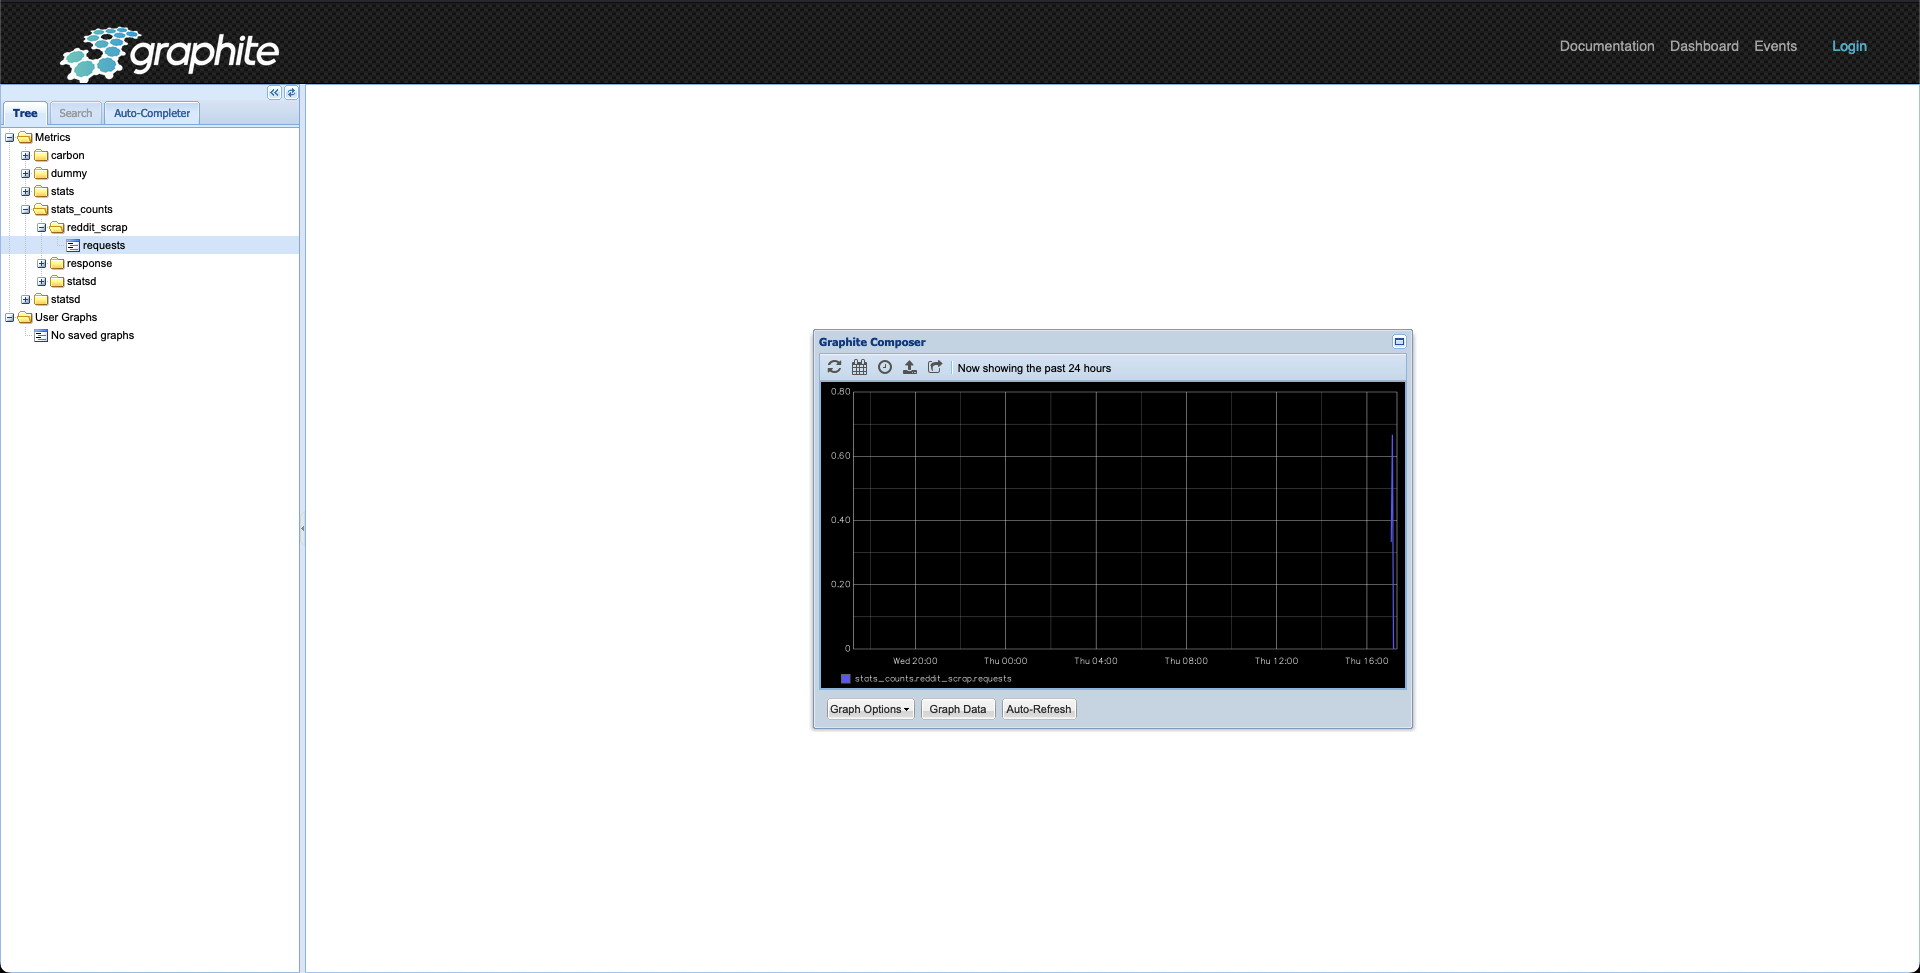 graphite
Documentation Dashboard Events Login
Tree Search Auto-Completer
Metrics
carbon
dummy
stats
stats_counts
reddit_scrap
requests
response
statsd
statsd
User Graphs
No saved graphs
Graphite Composer
Now showing the past 24 hours
0.80
0.60
0.40
0.20
0
Wed 20:00 Thu 00:00 Thu 04:00 Thu 08:00 Thu 12:00 Thu 16:00
stats_counts.reddit_scrap.requests
Graph Options Graph Data Auto-Refresh